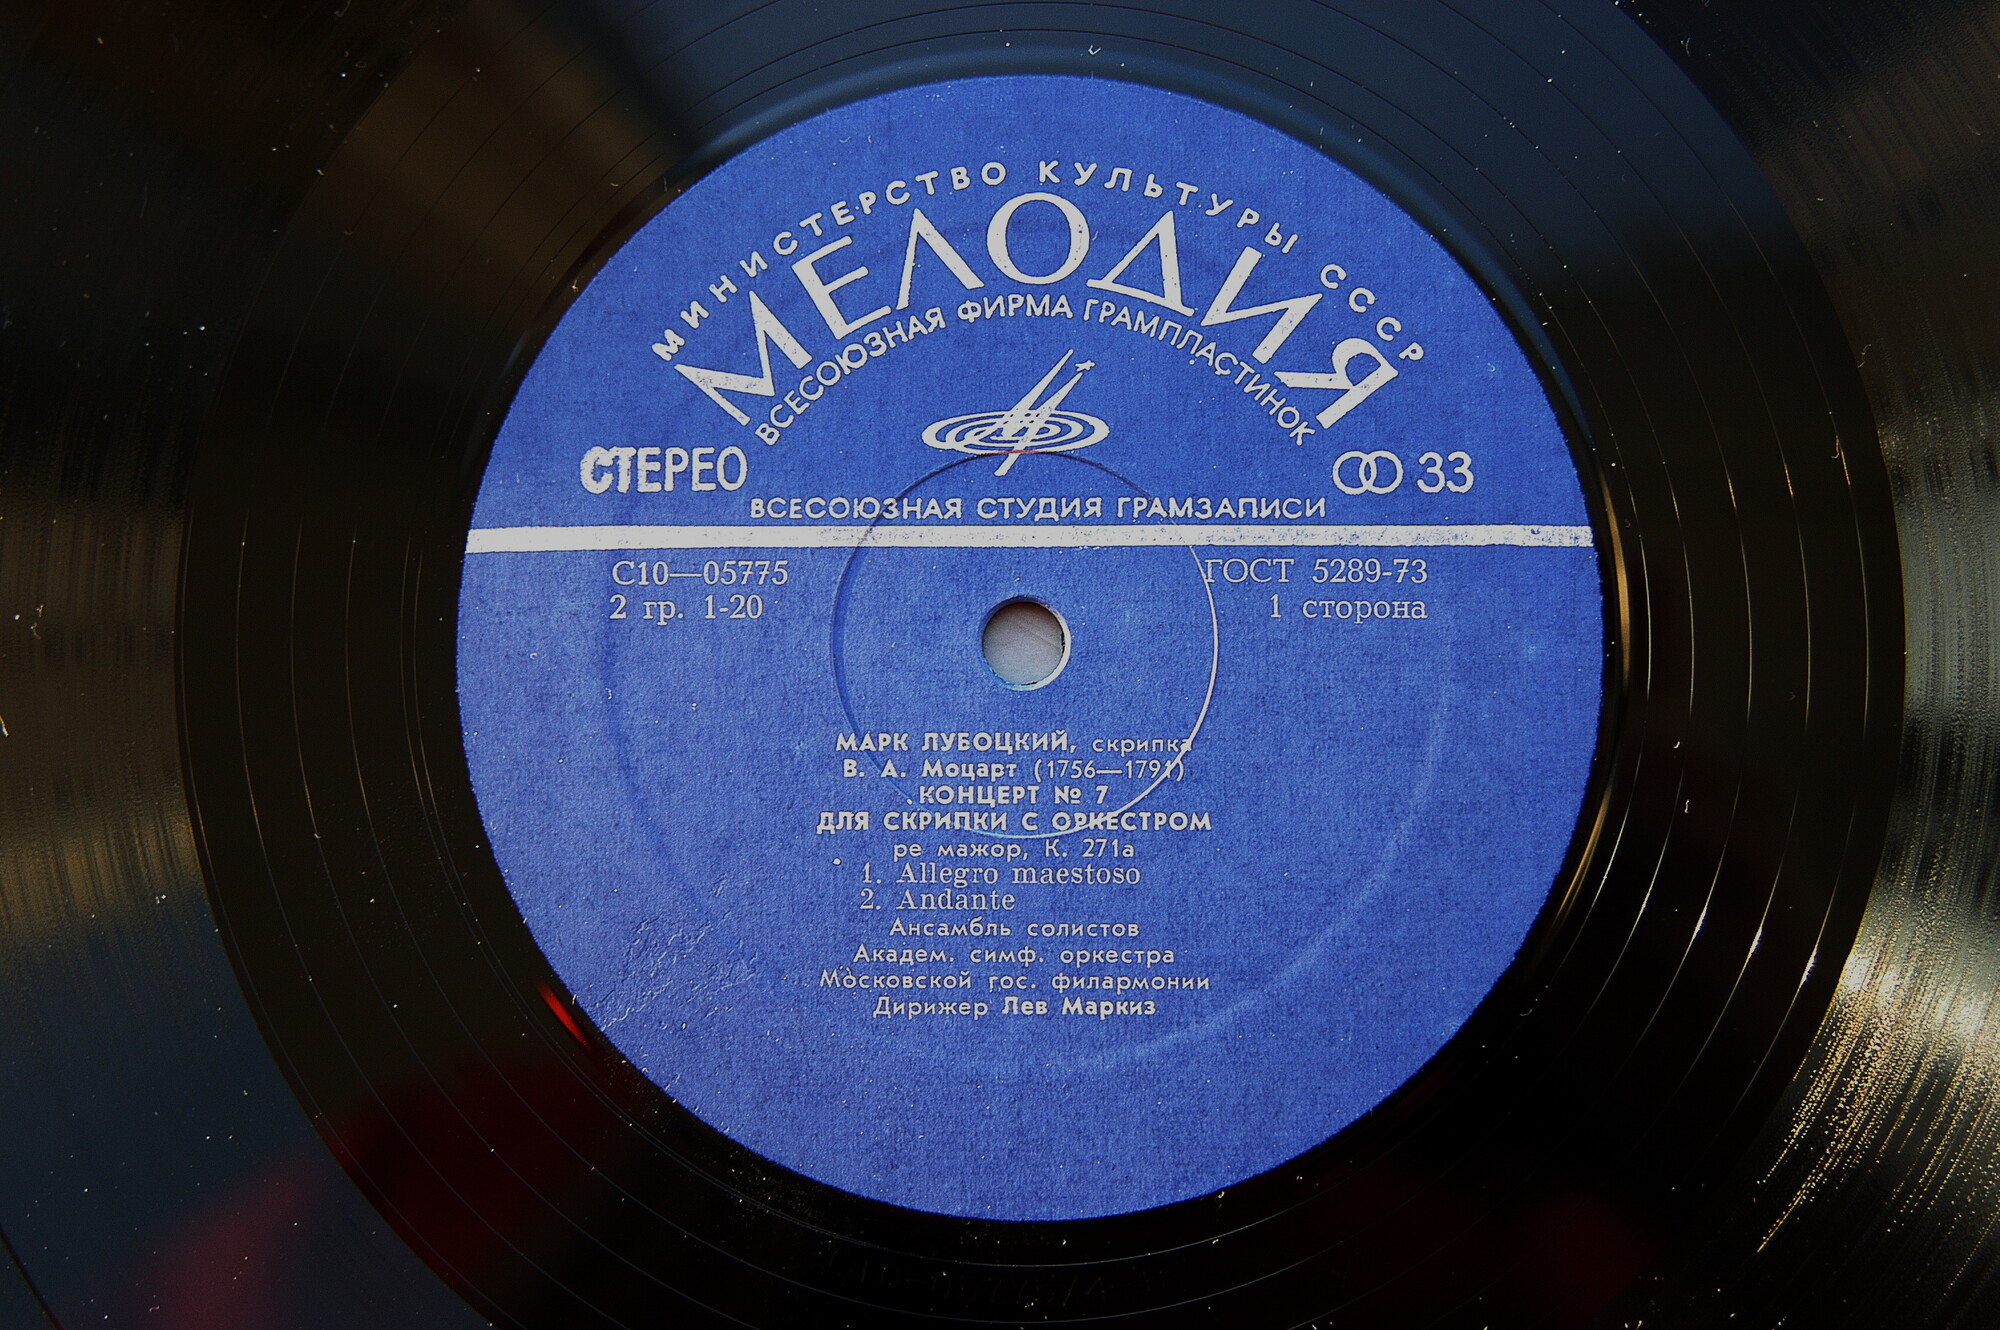 МИНИСТЕРСТВО КУЛЬТУРЫ СССР
МЕЛОДИЯ
ВСЕСОЮЗНАЯ ФИРМА ГРАМПЛАСТИНОК
СТЕРЕО
33
ВСЕСОЮЗНАЯ СТУДИЯ ГРАМЗАПИСИ
С10—05775
ГОСТ 5289-73
2 гр. 1-20
1 сторона
МАРК ЛУБОЦКИЙ, скрипка
В. А. Моцарт (1756—1791)
КОНЦЕРТ № 7
ДЛЯ СКРИПКИ С ОРКЕСТРОМ
ре мажор, К. 271а
1. Allegro maestoso
2. Andante
Ансамбль солистов
Академ. симф. оркестра
Московской гос. филармонии
Дирижер Лев Маркиз